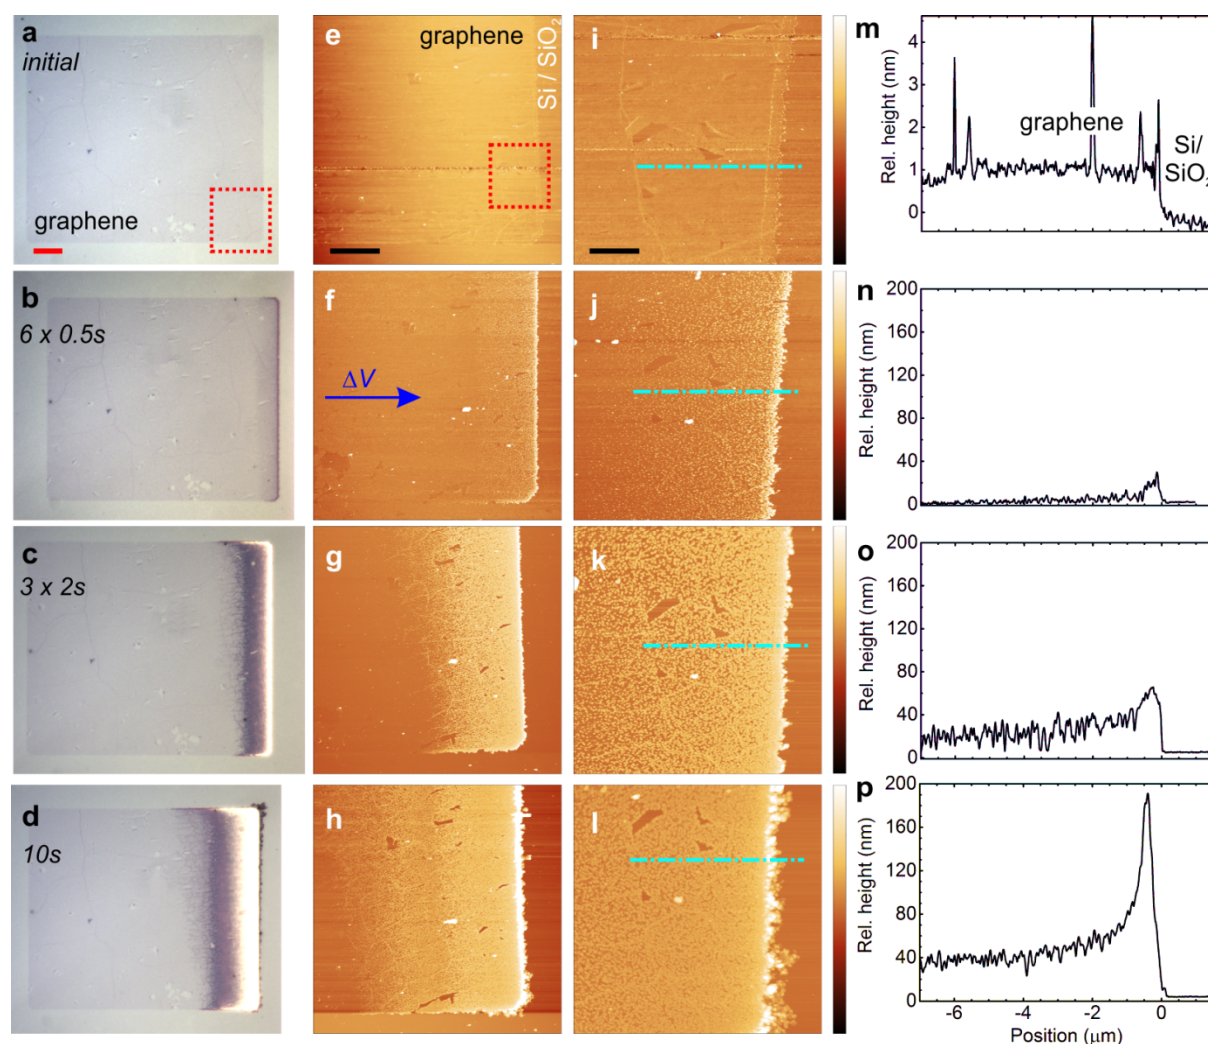 a
initial
graphene
e
graphene
Si / SiO₂
i
m
Rel. height (nm)
4
3
2
1
0
graphene
Si/
SiO₂
b
6 x 0.5s
f
ΔV
j
n
Rel. height (nm)
200
160
120
80
40
0
c
3 x 2s
g
k
o
Rel. height (nm)
200
160
120
80
40
0
d
10s
h
l
p
Rel. height (nm)
200
160
120
80
40
0
-6
-4
-2
0
Position (μm)